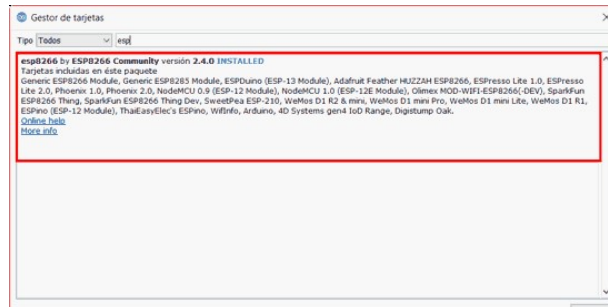 Gestor de tarjetas
Tipo Todos esp
esp8266 by ESP8266 Community versión 2.4.0 INSTALLED
Tarjetas incluidas en éste paquete
Generic ESP8266 Module, Generic ESP8285 Module, ESPDuino (ESP-13 Module), Adafruit Feather HUZZAH ESP8266, ESPresso Lite 1.0, ESPresso
Lite 2.0, Phoenix 1.0, Phoenix 2.0, NodeMCU 0.9 (ESP-12 Module), NodeMCU 1.0 (ESP-12E Module), Olimex MOD-WIFI-ESP8266(-DEV), SparkFun
ESP8266 Thing, SparkFun ESP8266 Thing Dev, SweetPea ESP-210, WeMos D1 R2 & mini, WeMos D1 mini Pro, WeMos D1 mini Lite, WeMos D1 R1,
ESPino (ESP-12 Module), ThaiEasyElec's ESPino, WifInfo, Arduino, 4D Systems gen4 IoD Range, Digistump Oak.
Online help
More info